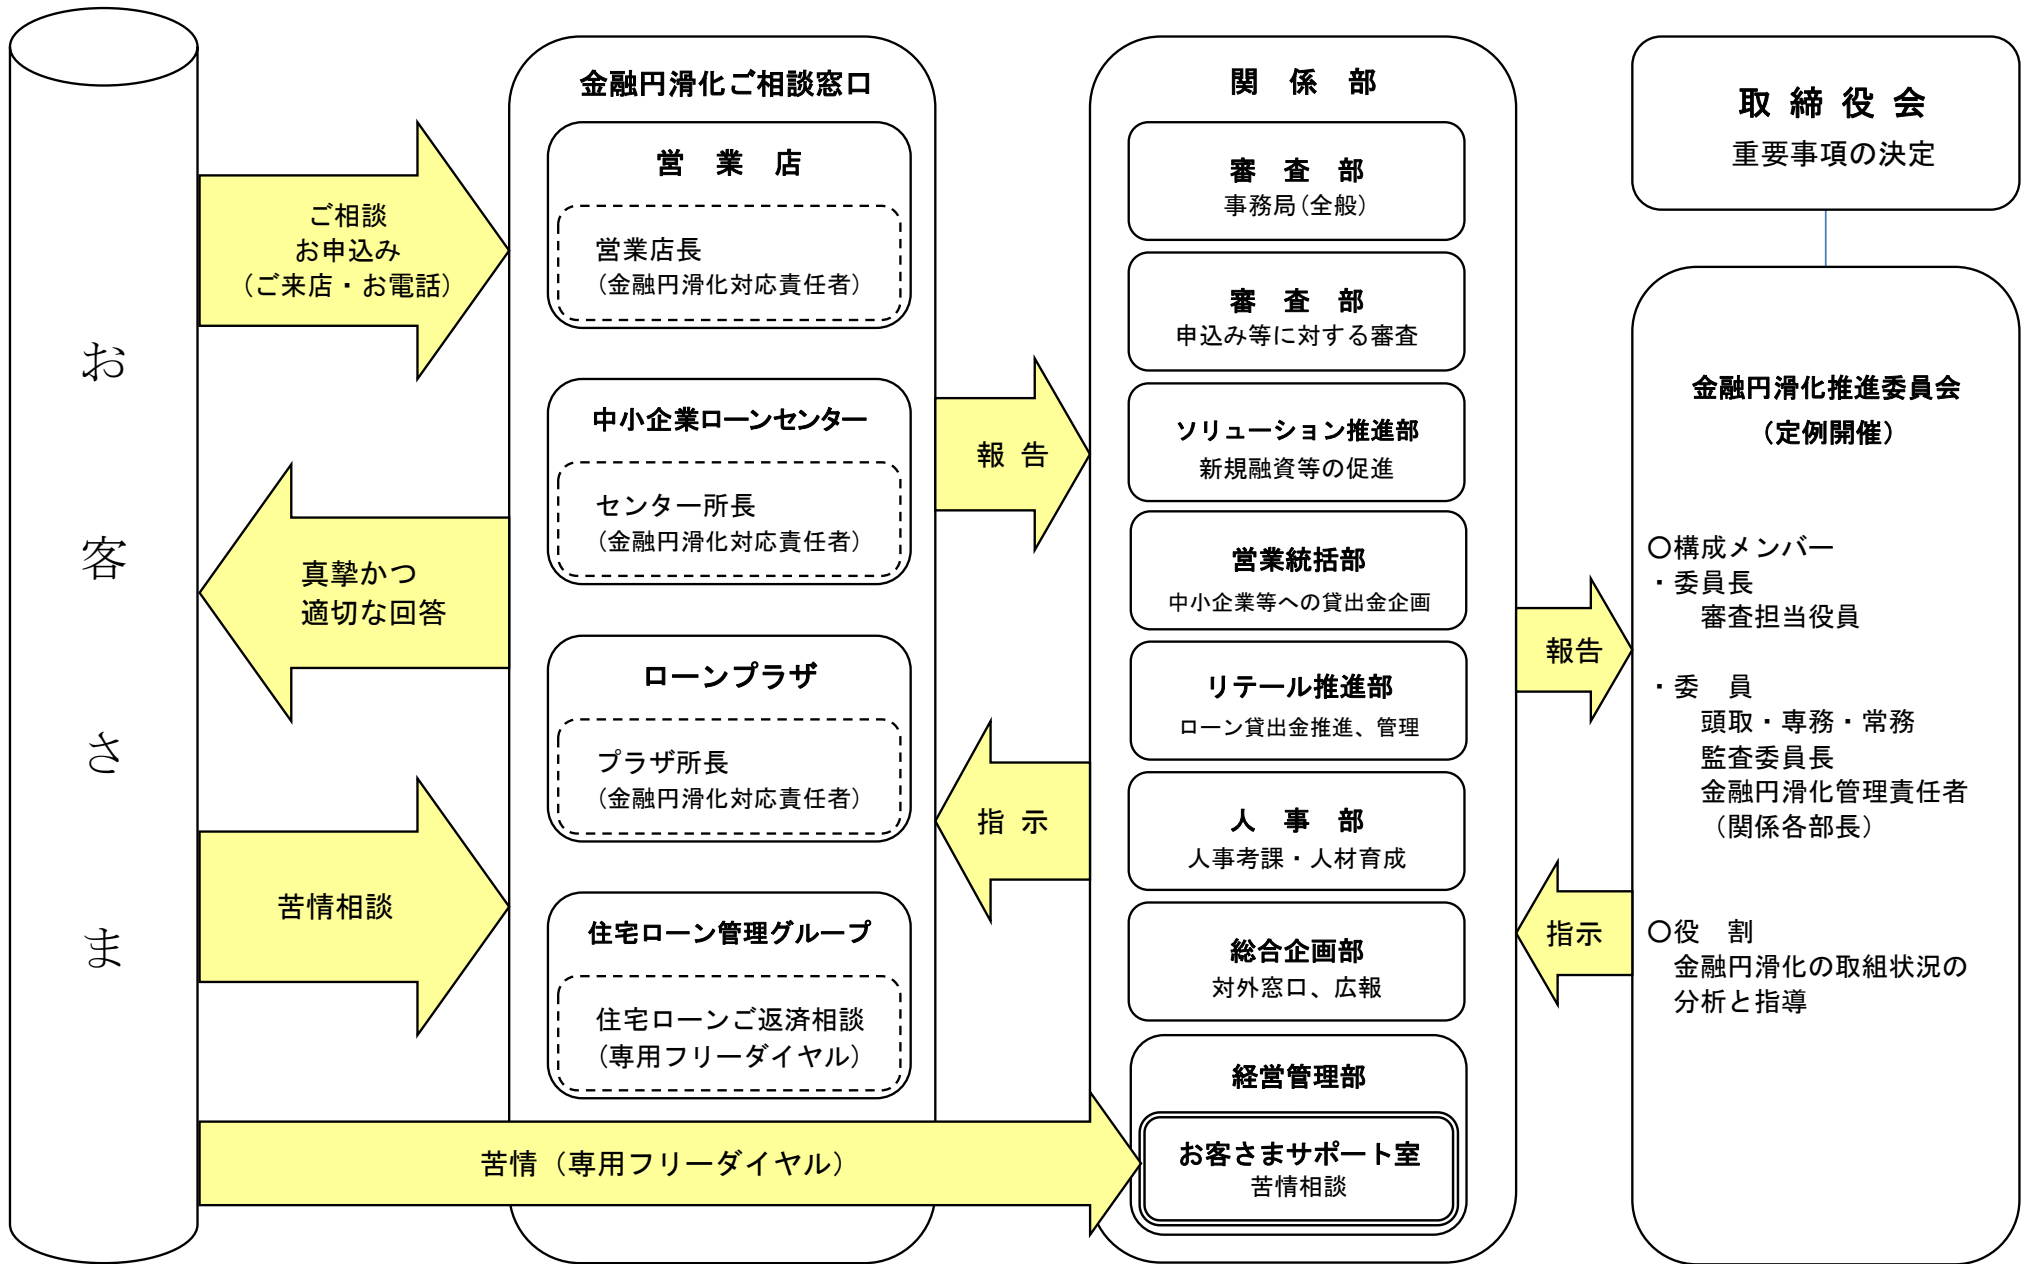 お客さま
ご相談
お申込み
（ご来店・お電話）
真摯かつ
適切な回答
苦情相談
苦情（専用フリーダイヤル）
金融円滑化ご相談窓口
営　業　店
営業店長
（金融円滑化対応責任者）
中小企業ローンセンター
センター所長
（金融円滑化対応責任者）
ローンプラザ
プラザ所長
（金融円滑化対応責任者）
住宅ローン管理グループ
住宅ローンご返済相談
（専用フリーダイヤル）
報 告
指 示
関　係　部
審　査　部
事務局（全般）
審　査　部
申込み等に対する審査
ソリューション推進部
新規融資等の促進
営業統括部
中小企業等への貸出金企画
リテール推進部
ローン貸出金推進、管理
人　事　部
人事考課・人材育成
総合企画部
対外窓口、広報
経営管理部
お客さまサポート室
苦情相談
報告
指示
取 締 役 会
重要事項の決定
金融円滑化推進委員会
（定例開催）
〇構成メンバー
・委員長
審査担当役員
・委　員
頭取・専務・常務
監査委員長
金融円滑化管理責任者
（関係各部長）
〇役　割
金融円滑化の取組状況の
分析と指導